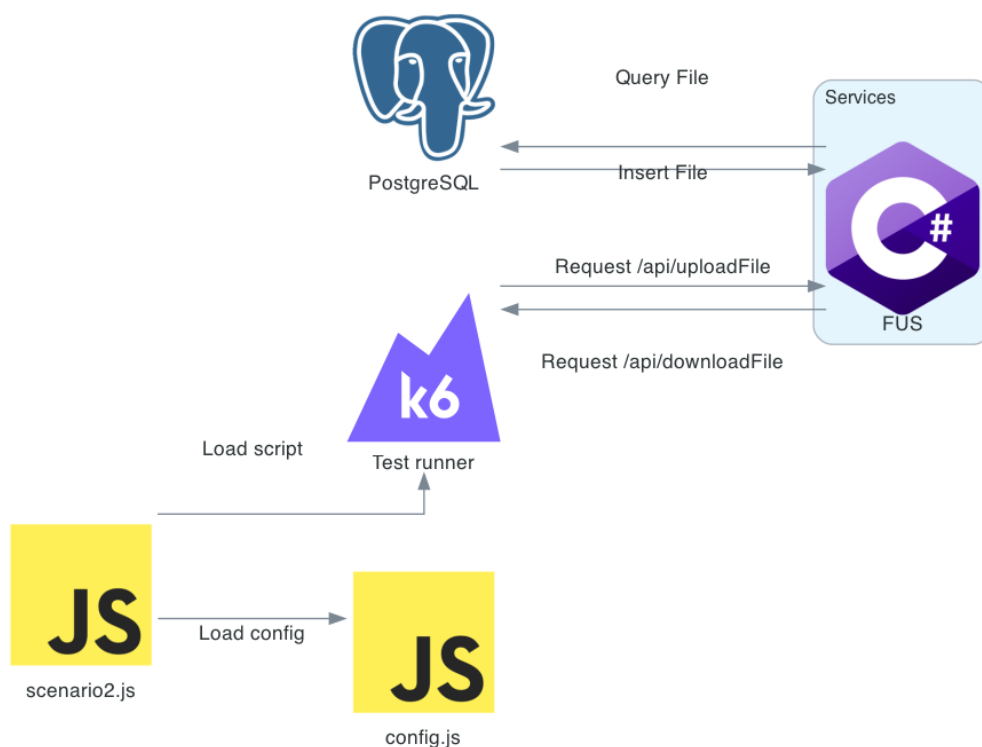 Query File
Services
PostgreSQL
Insert File
C#
Request /api/uploadFile
FUS
Request /api/downloadFile
k6
Test runner
Load script
JS
Load config
JS
scenario2.js
config.js